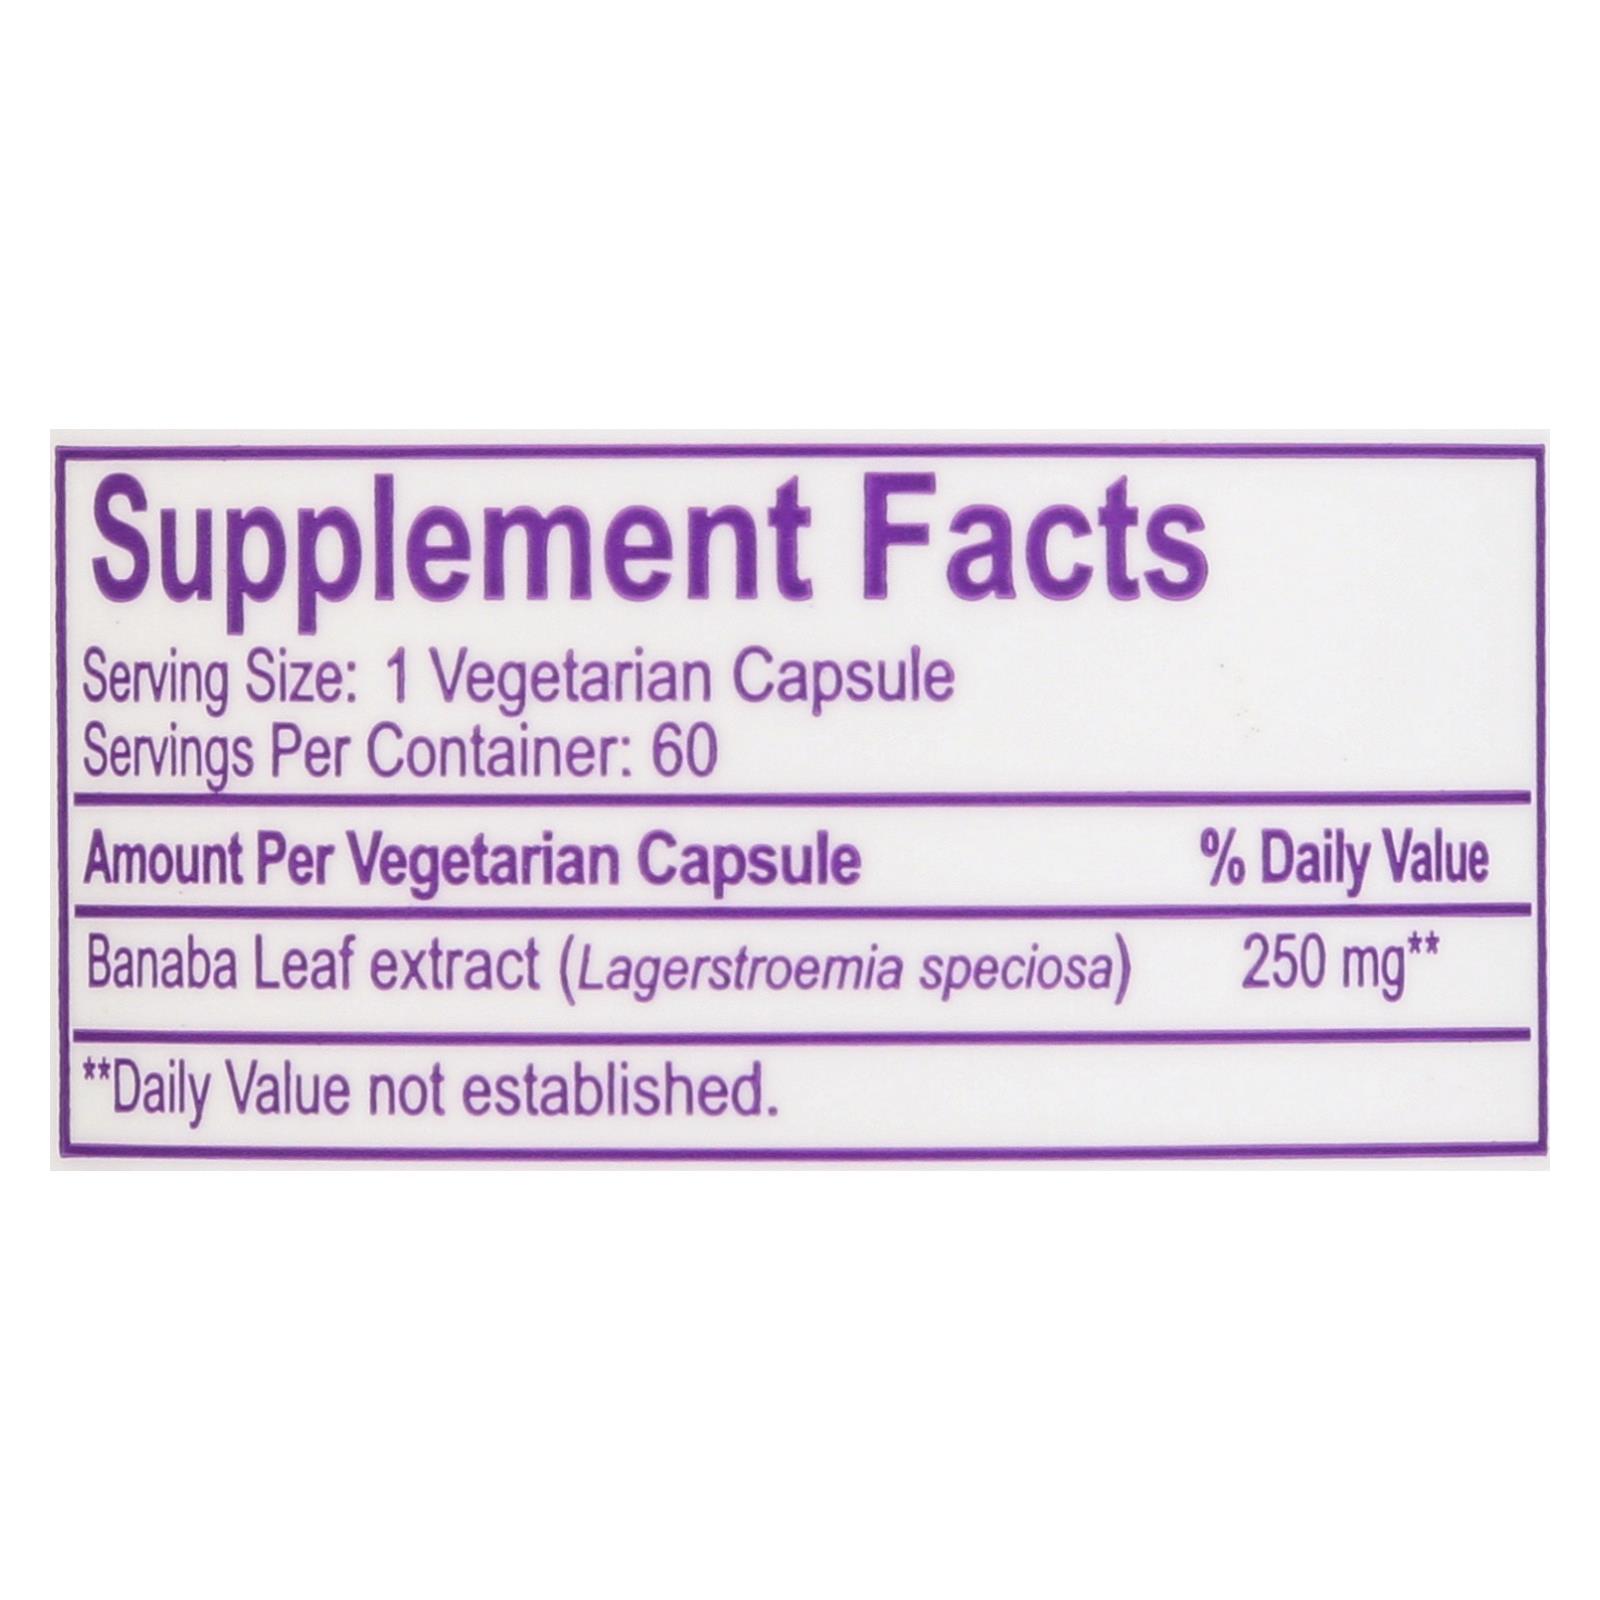 Supplement Facts
Serving Size: 1 Vegetarian Capsule
Servings Per Container: 60
Amount Per Vegetarian Capsule % Daily Value
Banaba Leaf extract (Lagerstroemia speciosa) 250 mg**
**Daily Value not established.